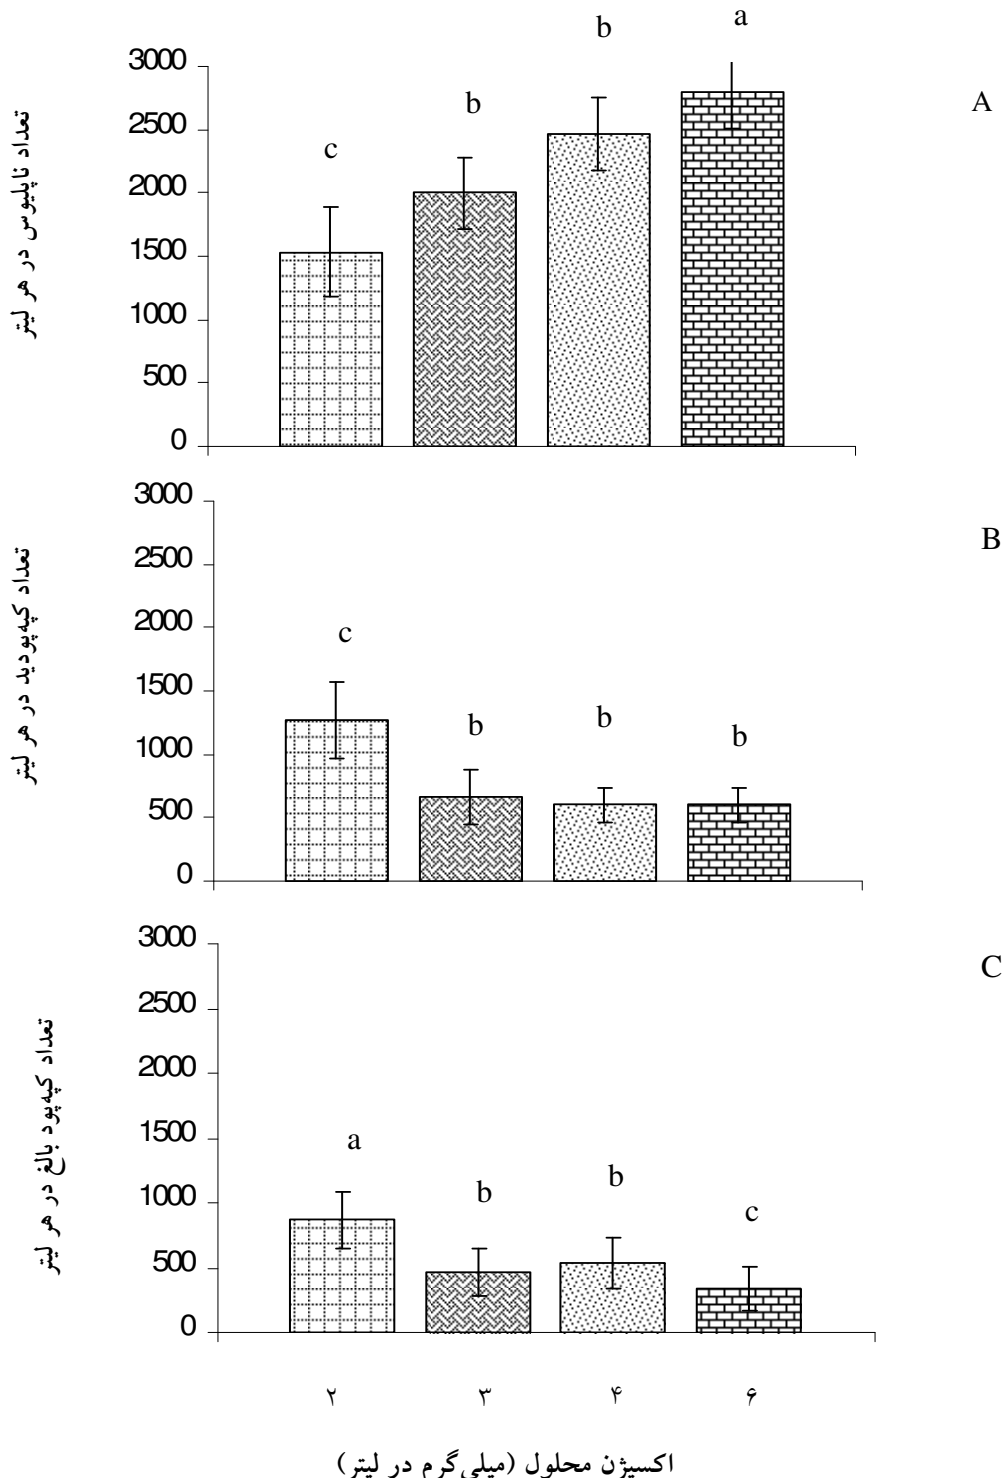 a
b
b
c
A
3000
2500
2000
1500
1000
500
0
تعداد ناپلیوس در هر لیتر
B
3000
2500
2000
1500
1000
500
0
c
b
b
b
تعداد کپه‌پودید در هر لیتر
C
3000
2500
2000
1500
1000
500
0
a
b
b
c
تعداد کپه‌پود بالغ در هر لیتر
۲ ۳ ۴ ۶
اکسیژن محلول (میلی‌گرم در لیتر)